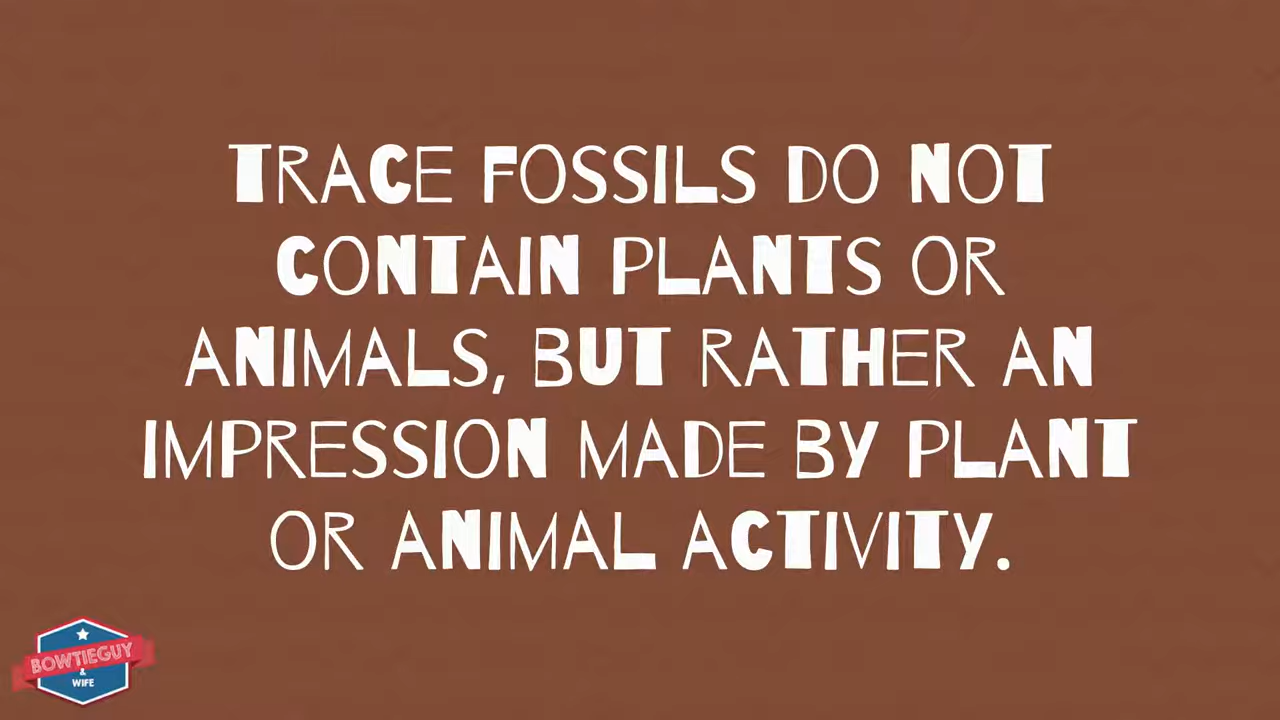 TRACE FOSSILS DO NOT
CONTAIN PLANTS OR
ANIMALS, BUT RATHER AN
IMPRESSION MADE BY PLANT
OR ANIMAL ACTIVITY.
BOWTIEGUY
&
WIFE